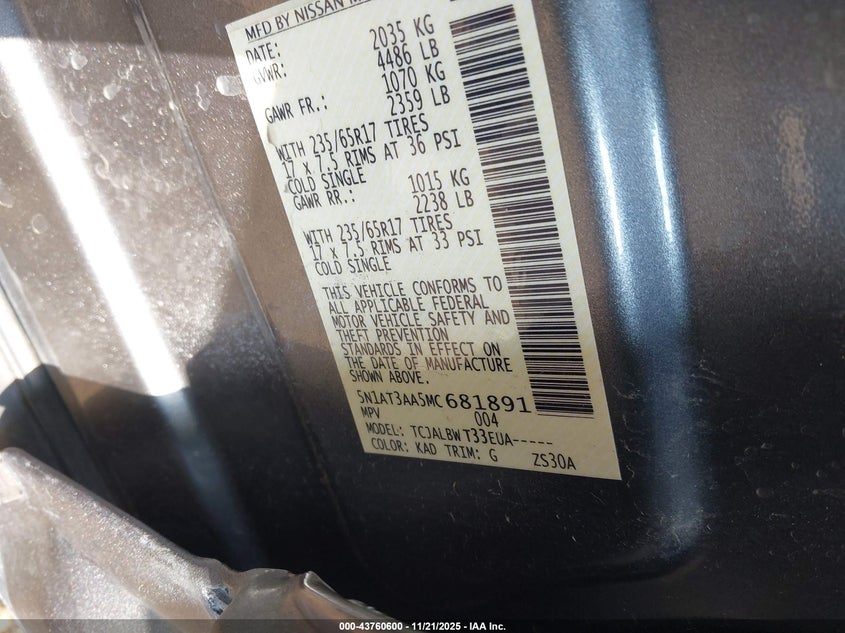 MFD BY NISSAN
DATE:
GVWR: 2035 KG
4486 LB
GAWR FR.: 1070 KG
2359 LB
WITH 235/65R17 TIRES
17 X 7.5 RIMS AT 36 PSI
COLD SINGLE
GAWR RR.: 1015 KG
2238 LB
WITH 235/65R17 TIRES
17 X 7.5 RIMS AT 33 PSI
COLD SINGLE
THIS VEHICLE CONFORMS TO
ALL APPLICABLE FEDERAL
MOTOR VEHICLE SAFETY AND
THEFT PREVENTION
STANDARDS IN EFFECT ON
THE DATE OF MANUFACTURE
SHOWN ABOVE.
5N1AT3AA5MC681891
MPV 004
MODEL: TCJALBWT33EUA-----
COLOR: KAD TRIM: G ZS30A
000-43760600 - 11/21/2025 - IAA Inc.